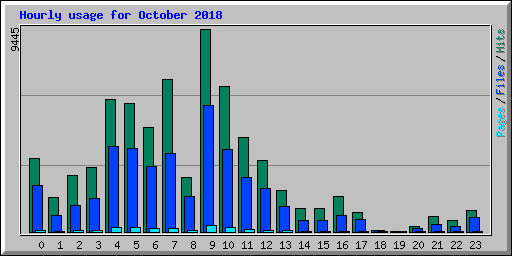 Hourly usage for October 2018
9445
Pages / Files / Hits
0 1 2 3 4 5 6 7 8 9 10 11 12 13 14 15 16 17 18 19 20 21 22 23